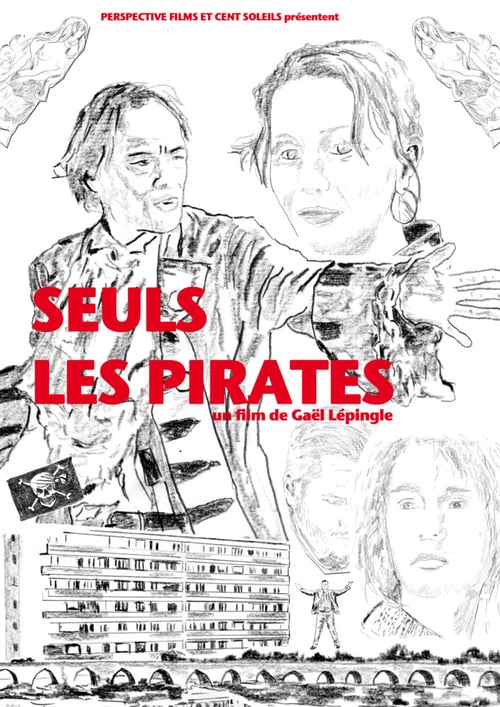 PERSPECTIVE FILMS ET CENT SOLEILS présentent
SEULS
LES PIRATES
un film de Gaël Lépingle